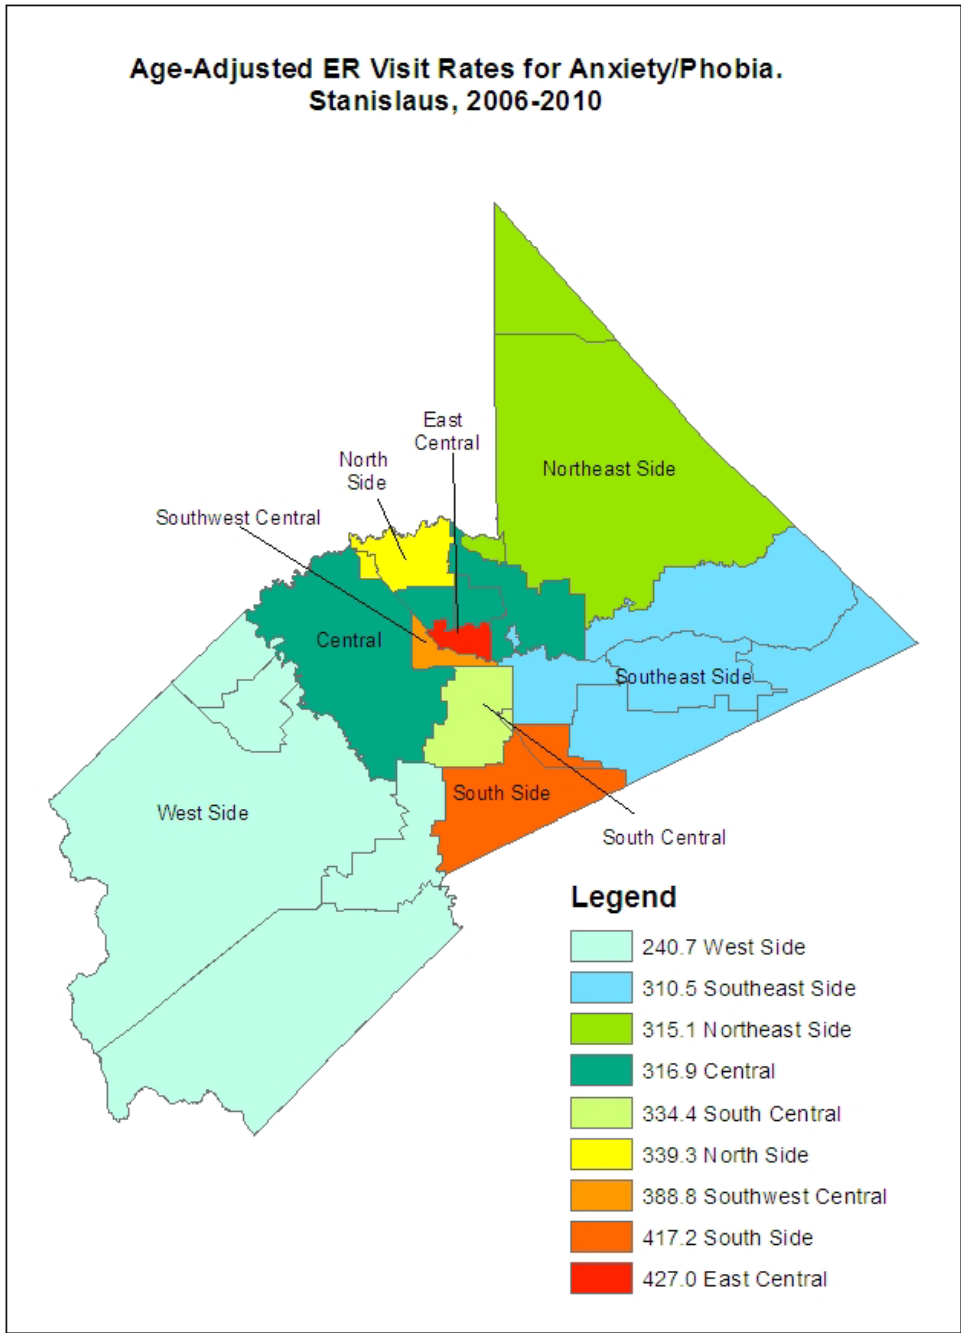 Age-Adjusted ER Visit Rates for Anxiety/Phobia.
Stanislaus, 2006-2010
East
Central
North
Side
Northeast Side
Southwest Central
Central
Southeast Side
West Side
South Side
South Central
Legend
240.7 West Side
310.5 Southeast Side
315.1 Northeast Side
316.9 Central
334.4 South Central
339.3 North Side
388.8 Southwest Central
417.2 South Side
427.0 East Central